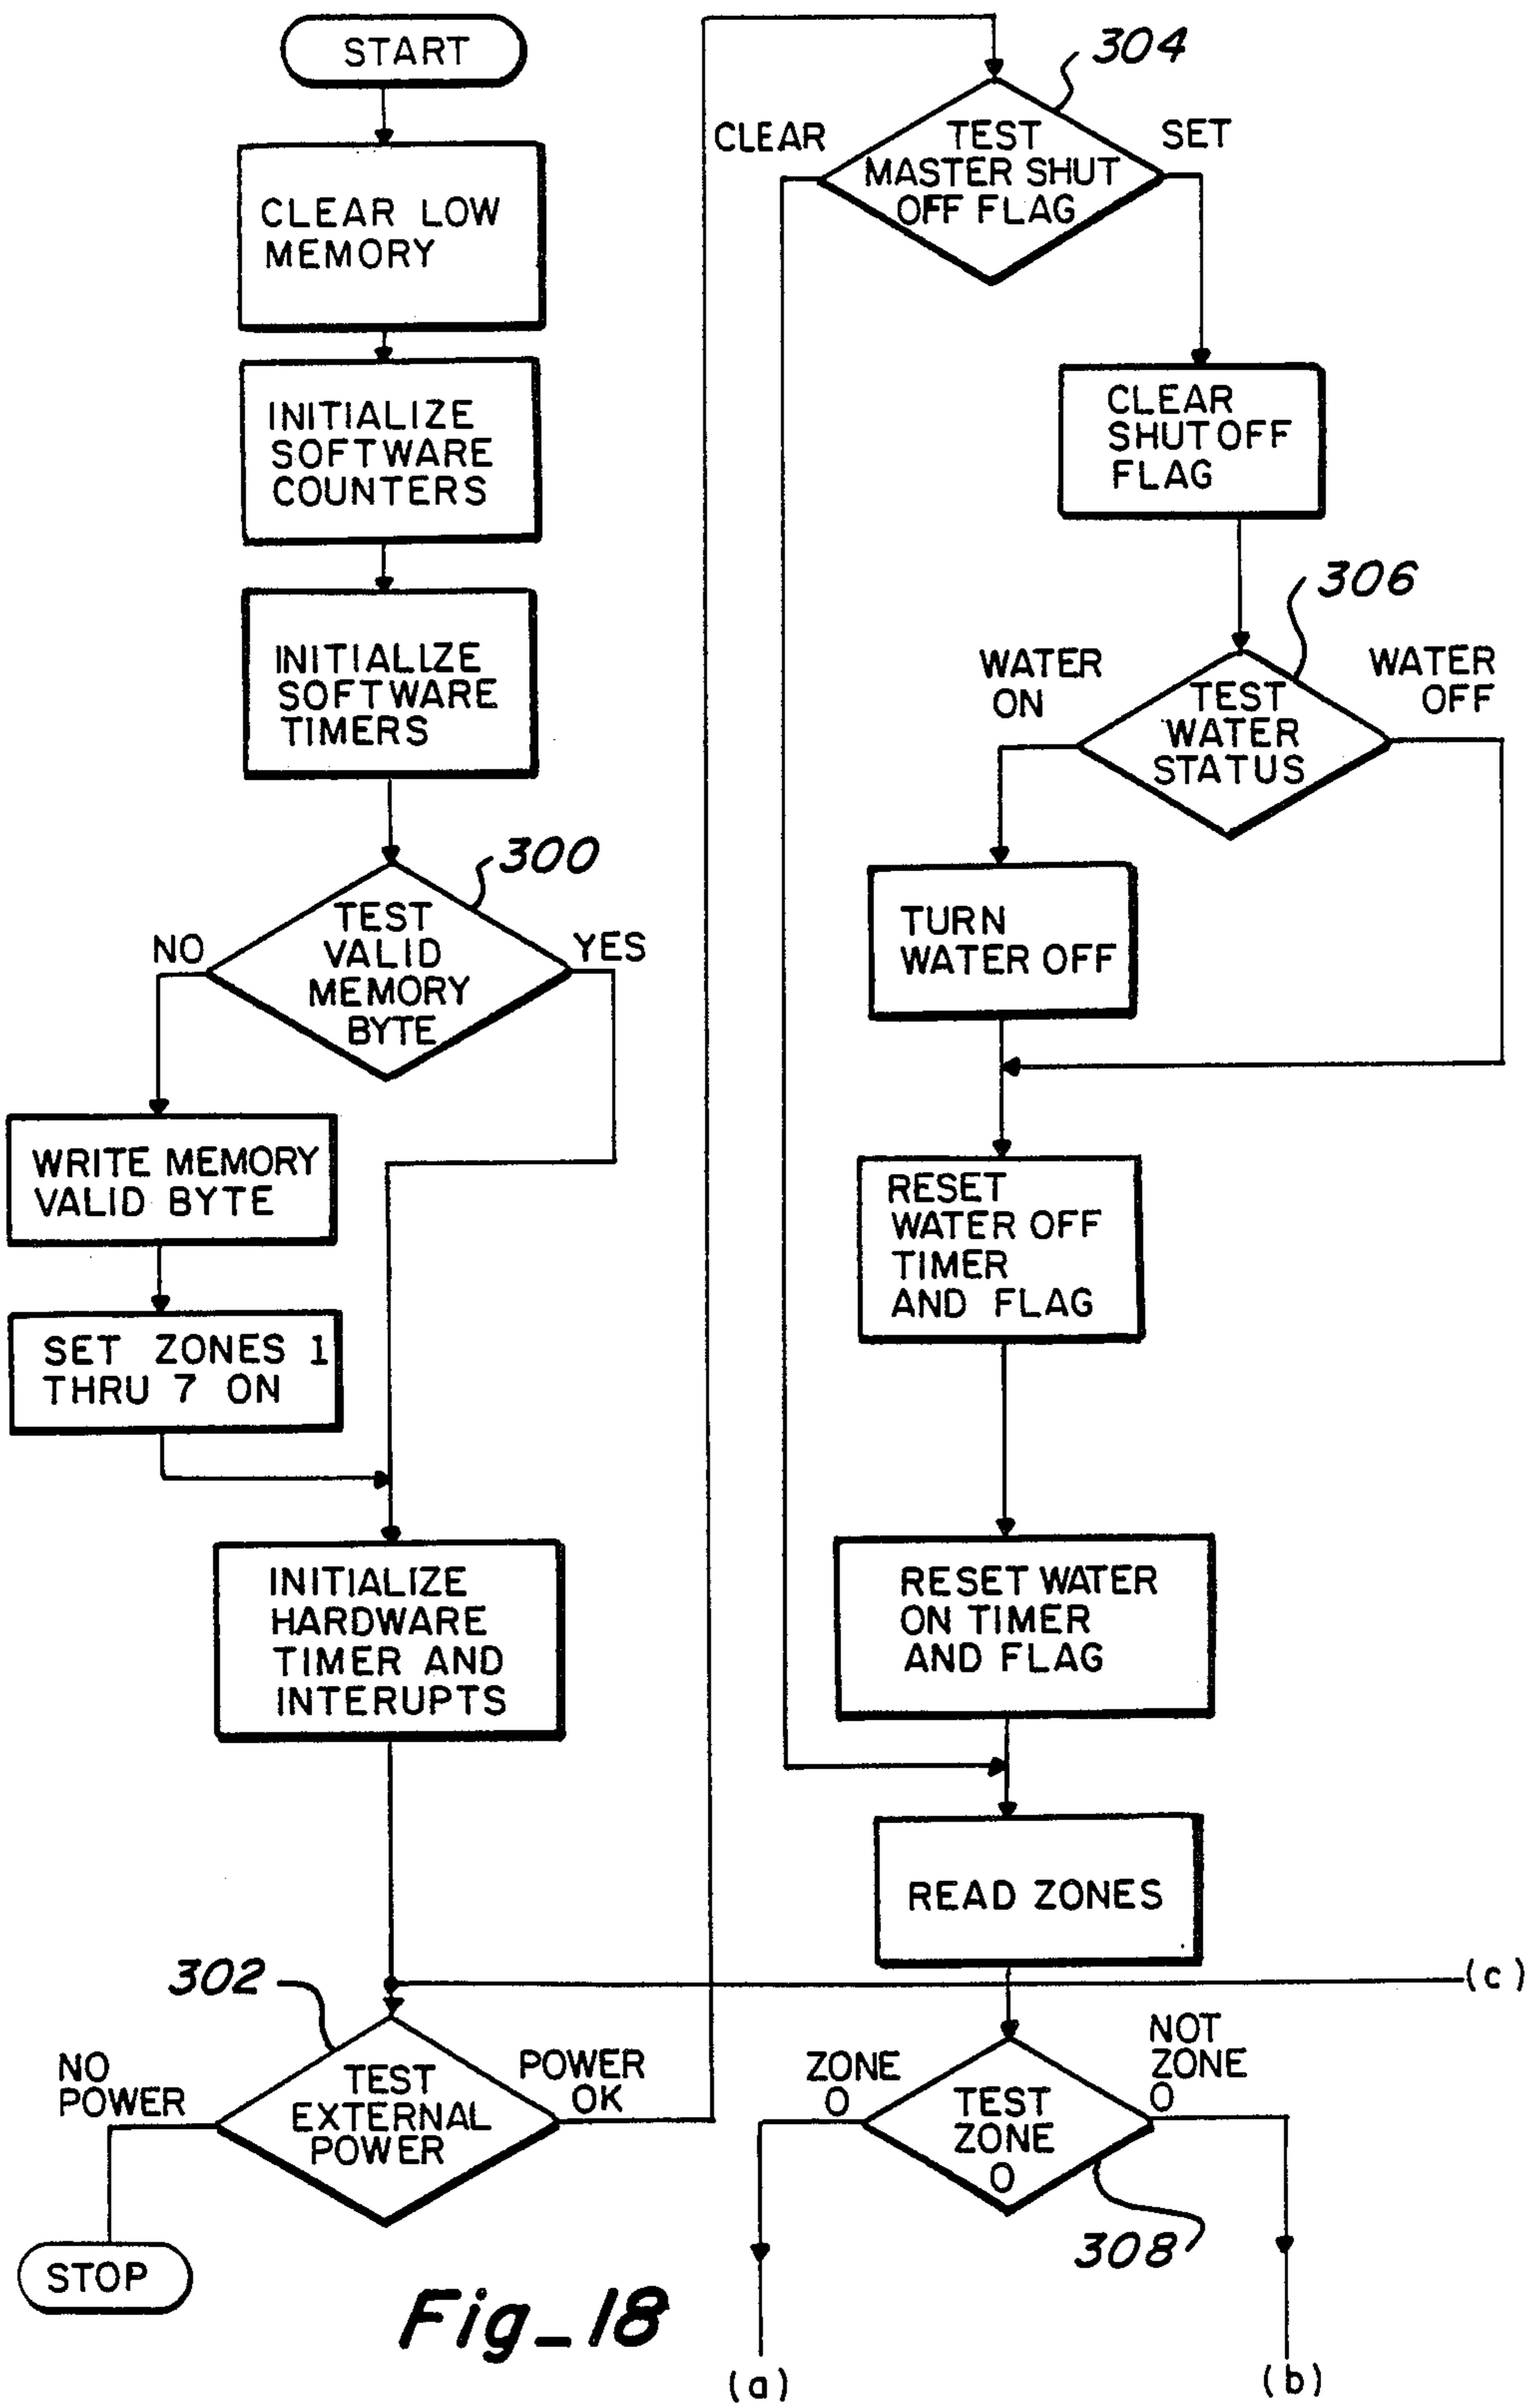 START
CLEAR LOW
MEMORY
INITIALIZE
SOFTWARE
COUNTERS
INITIALIZE
SOFTWARE
TIMERS
300
TEST
VALID
MEMORY
BYTE
NO
YES
WRITE MEMORY
VALID BYTE
SET ZONES 1
THRU 7 ON
INITIALIZE
HARDWARE
TIMER AND
INTERUPTS
302
TEST
EXTERNAL
POWER
NO
POWER
POWER
OK
STOP
304
TEST
MASTER SHUT
OFF FLAG
CLEAR
SET
CLEAR
SHUT OFF
FLAG
306
TEST
WATER
STATUS
WATER
ON
WATER
OFF
TURN
WATER OFF
RESET
WATER OFF
TIMER
AND FLAG
RESET WATER
ON TIMER
AND FLAG
READ ZONES
(c)
TEST
ZONE
0
ZONE
0
NOT
ZONE
0
308
(a)
(b)
Fig_18